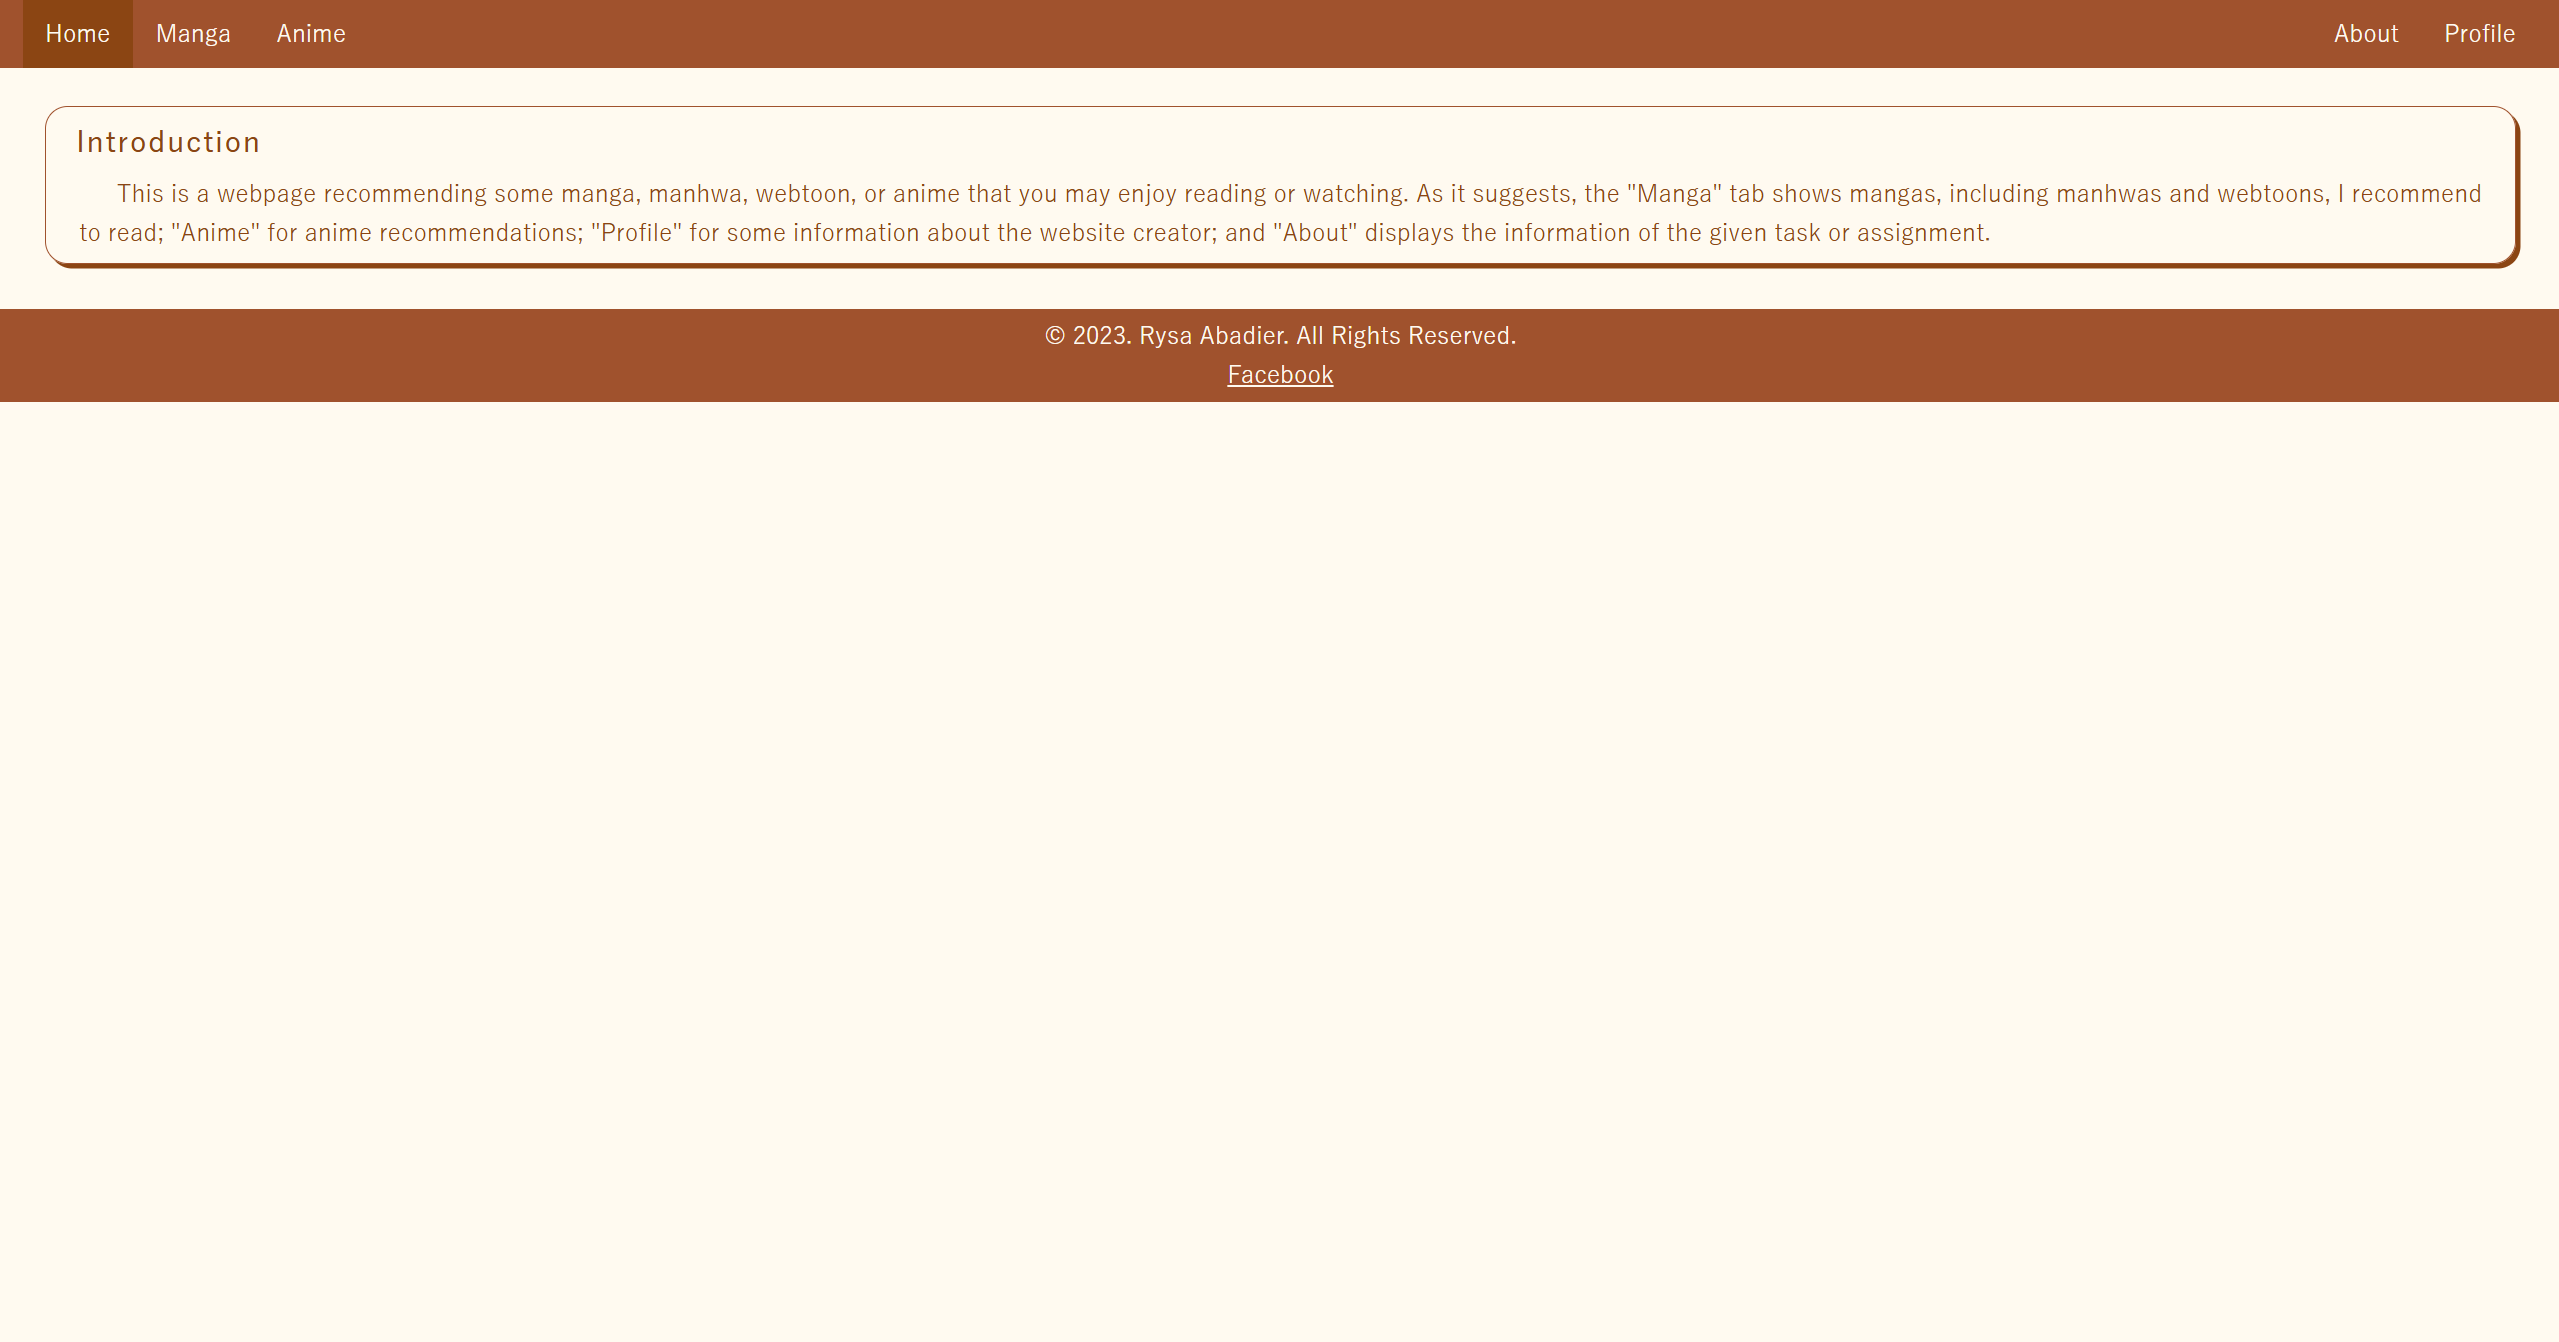 Home Manga Anime About Profile
Introduction
This is a webpage recommending some manga, manhwa, webtoon, or anime that you may enjoy reading or watching. As it suggests, the "Manga" tab shows mangas, including manhwas and webtoons, I recommend
to read; "Anime" for anime recommendations; "Profile" for some information about the website creator; and "About" displays the information of the given task or assignment.
© 2023. Rysa Abadier. All Rights Reserved.
Facebook